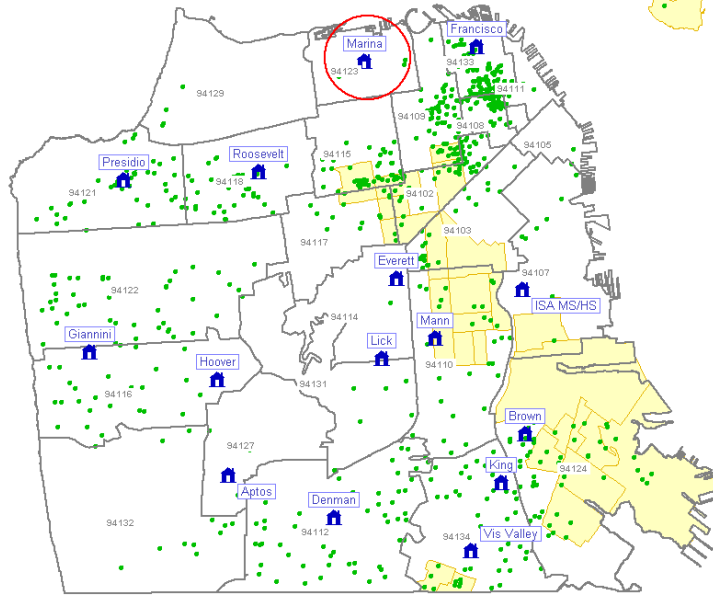 Francisco
Marina
94133
94123
94129
94111
94109
94108
94105
94115
Presidio
Roosevelt
94121
94118
94102
94117
94103
Everett
94107
94122
ISA MS/HS
94114
Mann
Giannini
Lick
Hoover
94110
94131
94116
Brown
94127
King
94124
Aptos
Denman
94132
94112
94134
Vis Valley